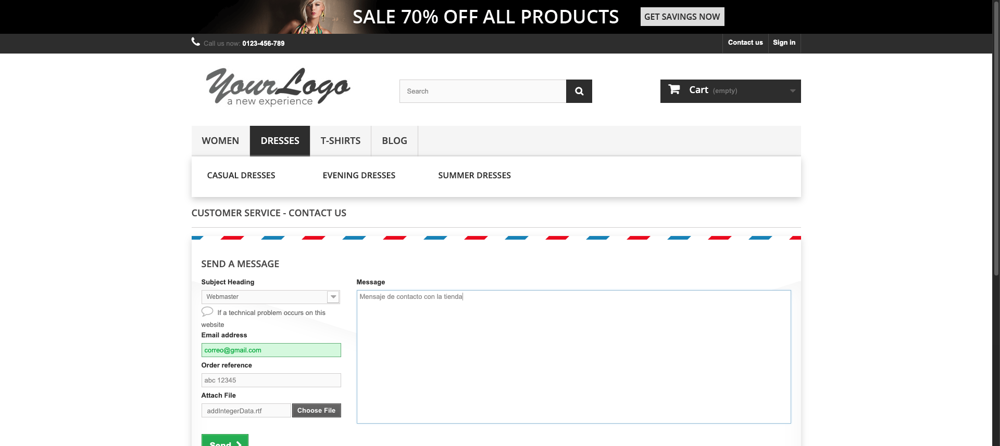 SALE 70% OFF ALL PRODUCTS GET SAVINGS NOW
Call us now: 0123-456-789 Contact us Sign in
YourLogo
a new experience
Search
Cart (empty)
WOMEN DRESSES T-SHIRTS BLOG
CASUAL DRESSES EVENING DRESSES SUMMER DRESSES
CUSTOMER SERVICE - CONTACT US
SEND A MESSAGE
Subject Heading
Webmaster
If a technical problem occurs on this
website
Email address
correo@gmail.com
Order reference
abc 12345
Attach File
addIntegerData.rtf Choose File
Message
Mensaje de contacto con la tienda
Send